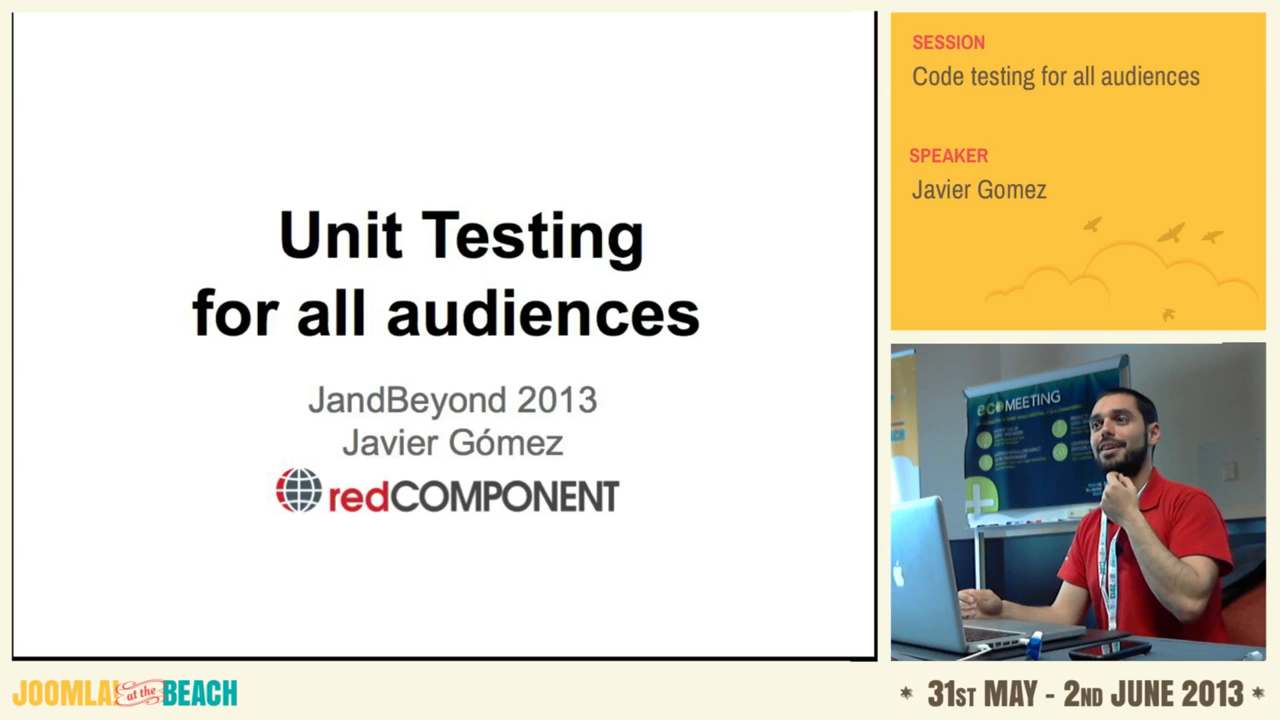 Unit Testing
for all audiences
JandBeyond 2013
Javier Gómez
redCOMPONENT
SESSION
Code testing for all audiences
SPEAKER
Javier Gomez
eco MEETING
JOOMLA! at the BEACH
* 31ST MAY - 2ND JUNE 2013 *